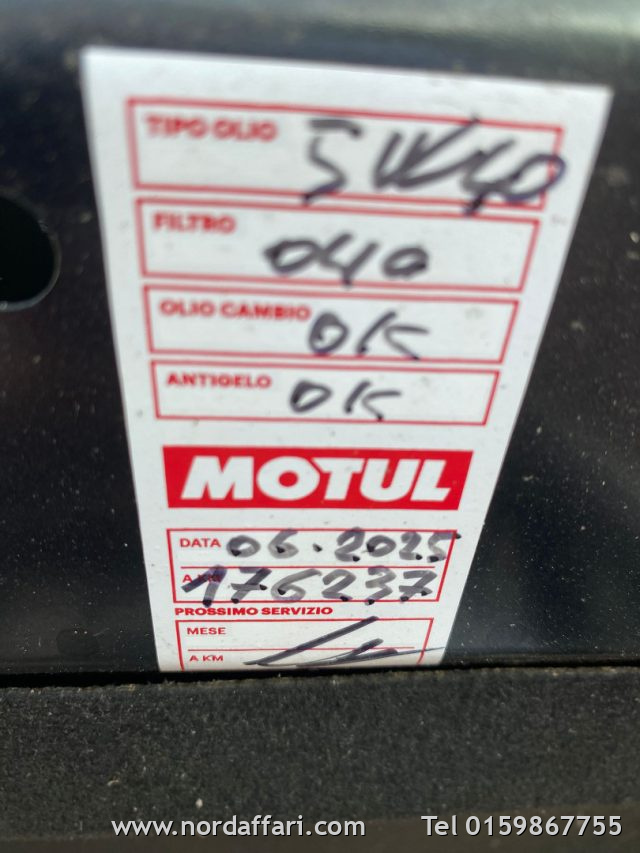 TIPO OLIO 5W40
FILTRO 040
OLIO CAMBIO OK
ANTIGELO OK
MOTUL
DATA 06.2025
A KM 176237
PROSSIMO SERVIZIO
MESE
A KM
www.nordaffari.com Tel 0159867755